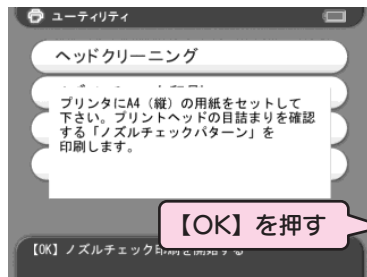 ユーティリティ
ヘッドクリーニング
プリンタにA4（縦）の用紙をセットして
下さい。プリントヘッドの目詰まりを確認
する「ノズルチェックパターン」を
印刷します。
【OK】を押す
【OK】ノズルチェック印刷を開始する